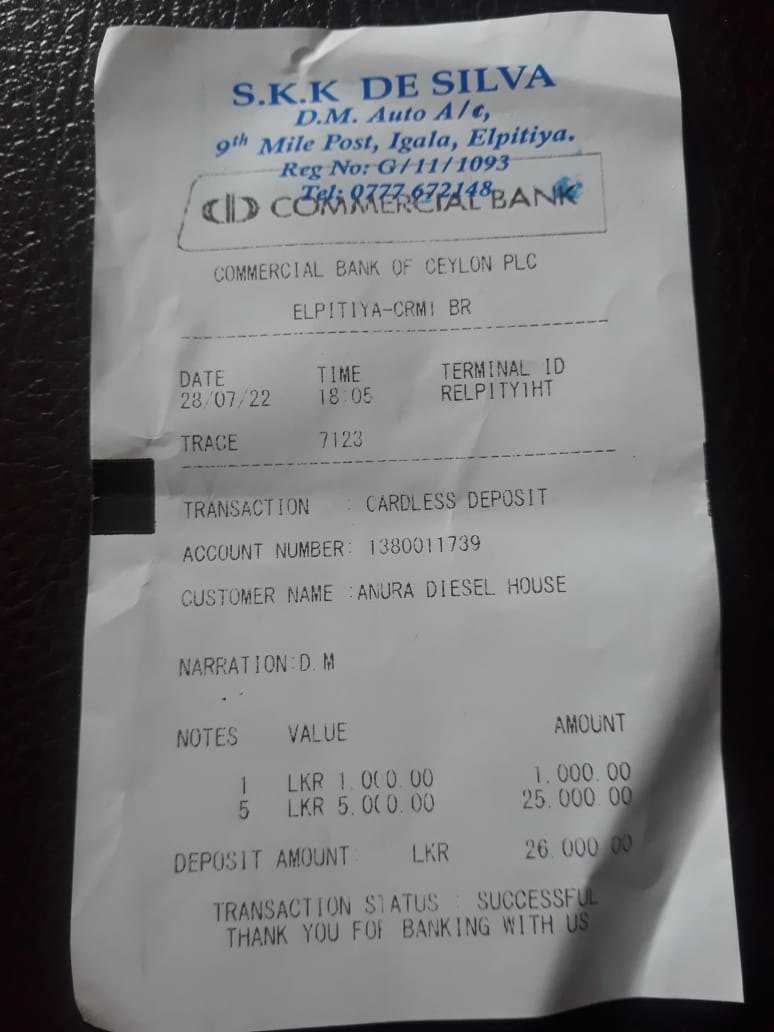 S.K.K DE SILVA
D.M. Auto A/c,
9th Mile Post, Igala, Elpitiya.
Reg No: G/11/1093
Tel: 0777 672148
COMMERCIAL BANK
COMMERCIAL BANK OF CEYLON PLC
ELPITIYA-CRM1 BR
DATE TIME TERMINAL ID
28/07/22 18:05 RELPITY1HT
TRACE 7123
TRANSACTION : CARDLESS DEPOSIT
ACCOUNT NUMBER: 1380011739
CUSTOMER NAME :ANURA DIESEL HOUSE
NARRATION:D.M
NOTES VALUE AMOUNT
1 LKR 1,000.00 1,000.00
5 LKR 5,000.00 25,000.00
DEPOSIT AMOUNT: LKR 26,000.00
TRANSACTION STATUS : SUCCESSFUL
THANK YOU FOR BANKING WITH US